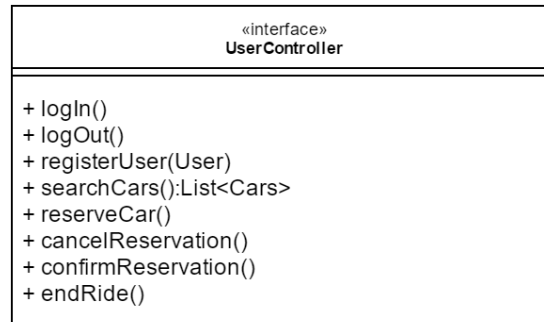 «interface»
UserController
+ logIn()
+ logOut()
+ registerUser(User)
+ searchCars():List<Cars>
+ reserveCar()
+ cancelReservation()
+ confirmReservation()
+ endRide()